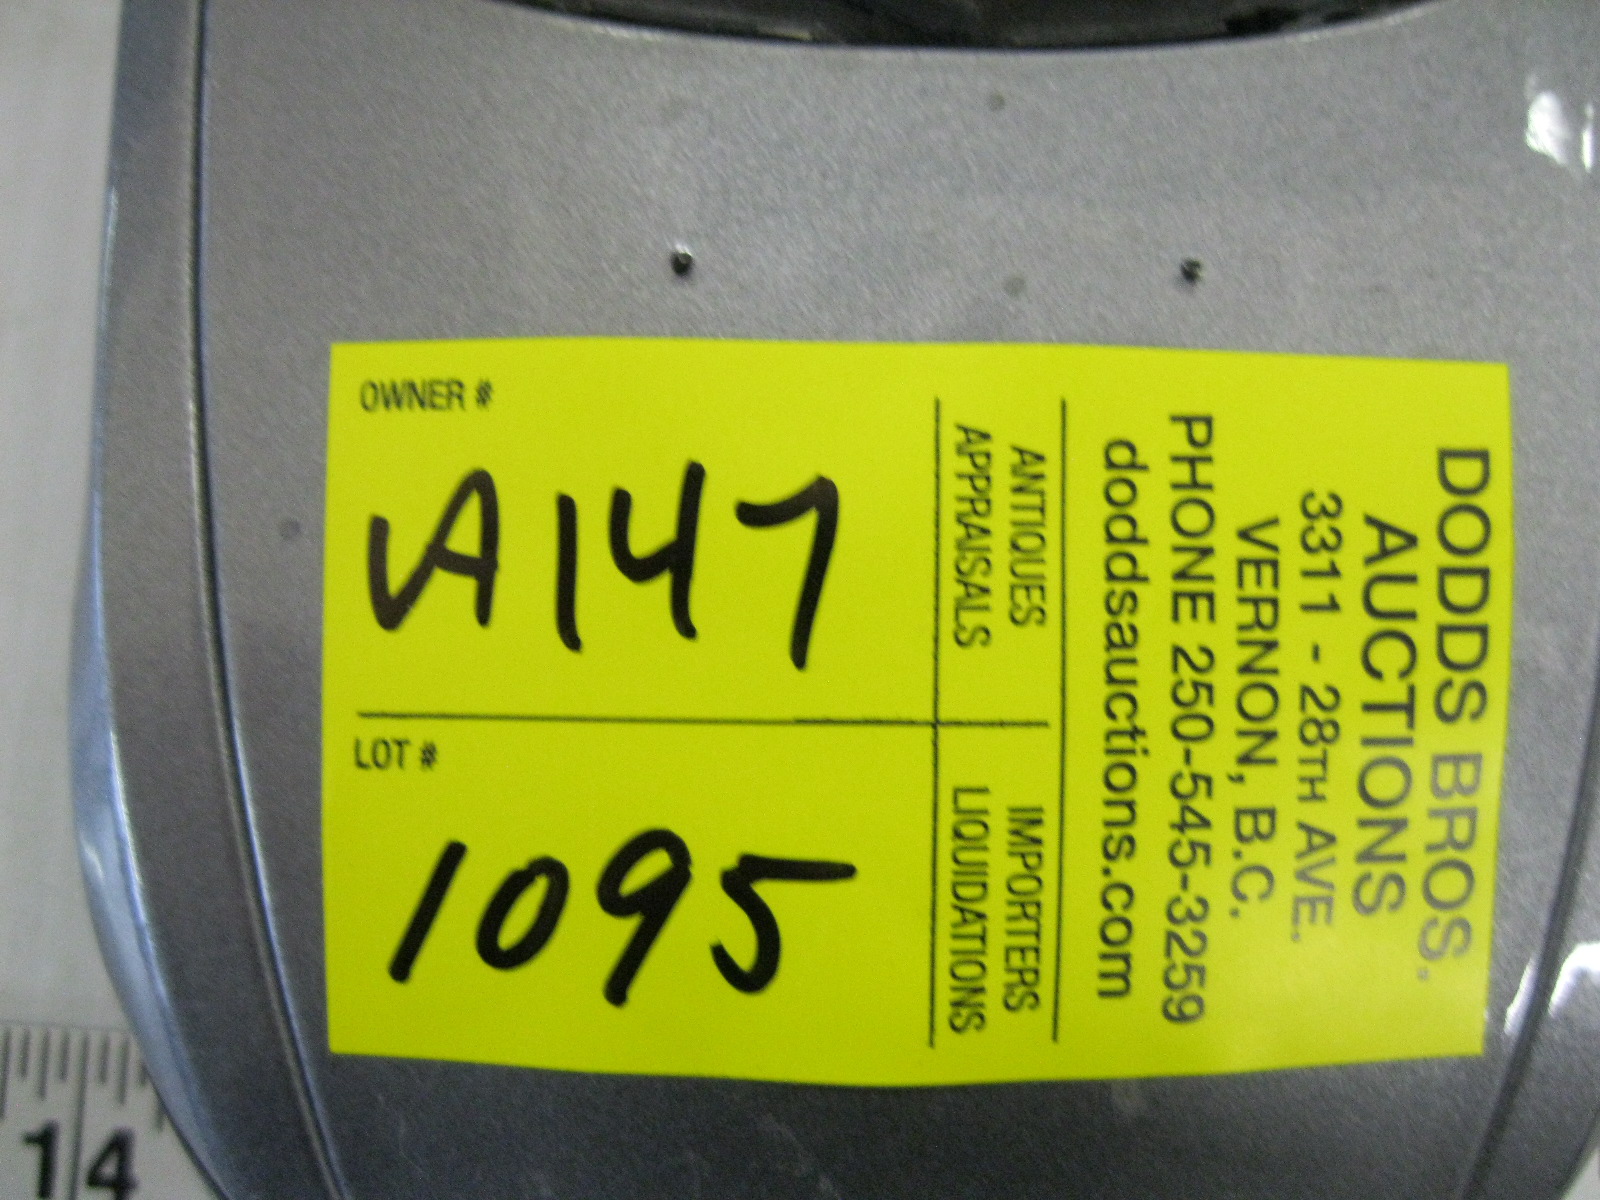 OWNER #
A147
LOT #
1095
ANTIQUES
APPRAISALS
IMPORTERS
LIQUIDATIONS
DODDS BROS.
AUCTIONS
3311 - 28TH AVE.
VERNON, B.C.
PHONE 250-545-3259
doddsauctions.com
14